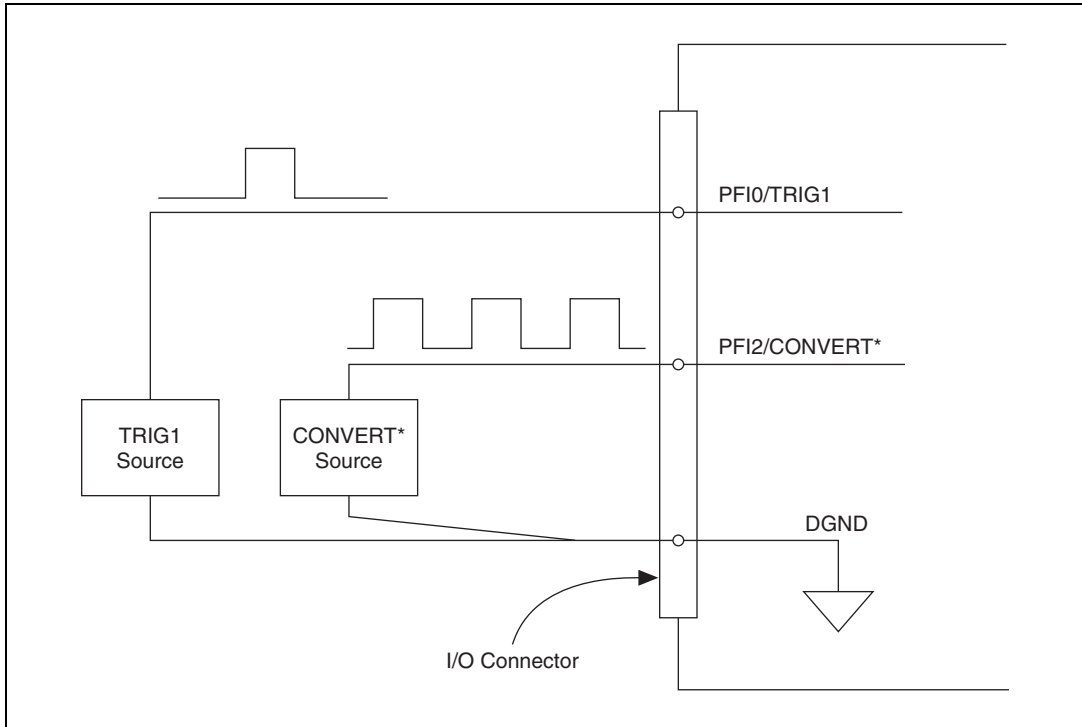 PFI0/TRIG1
PFI2/CONVERT*
TRIG1
Source
CONVERT*
Source
DGND
I/O Connector